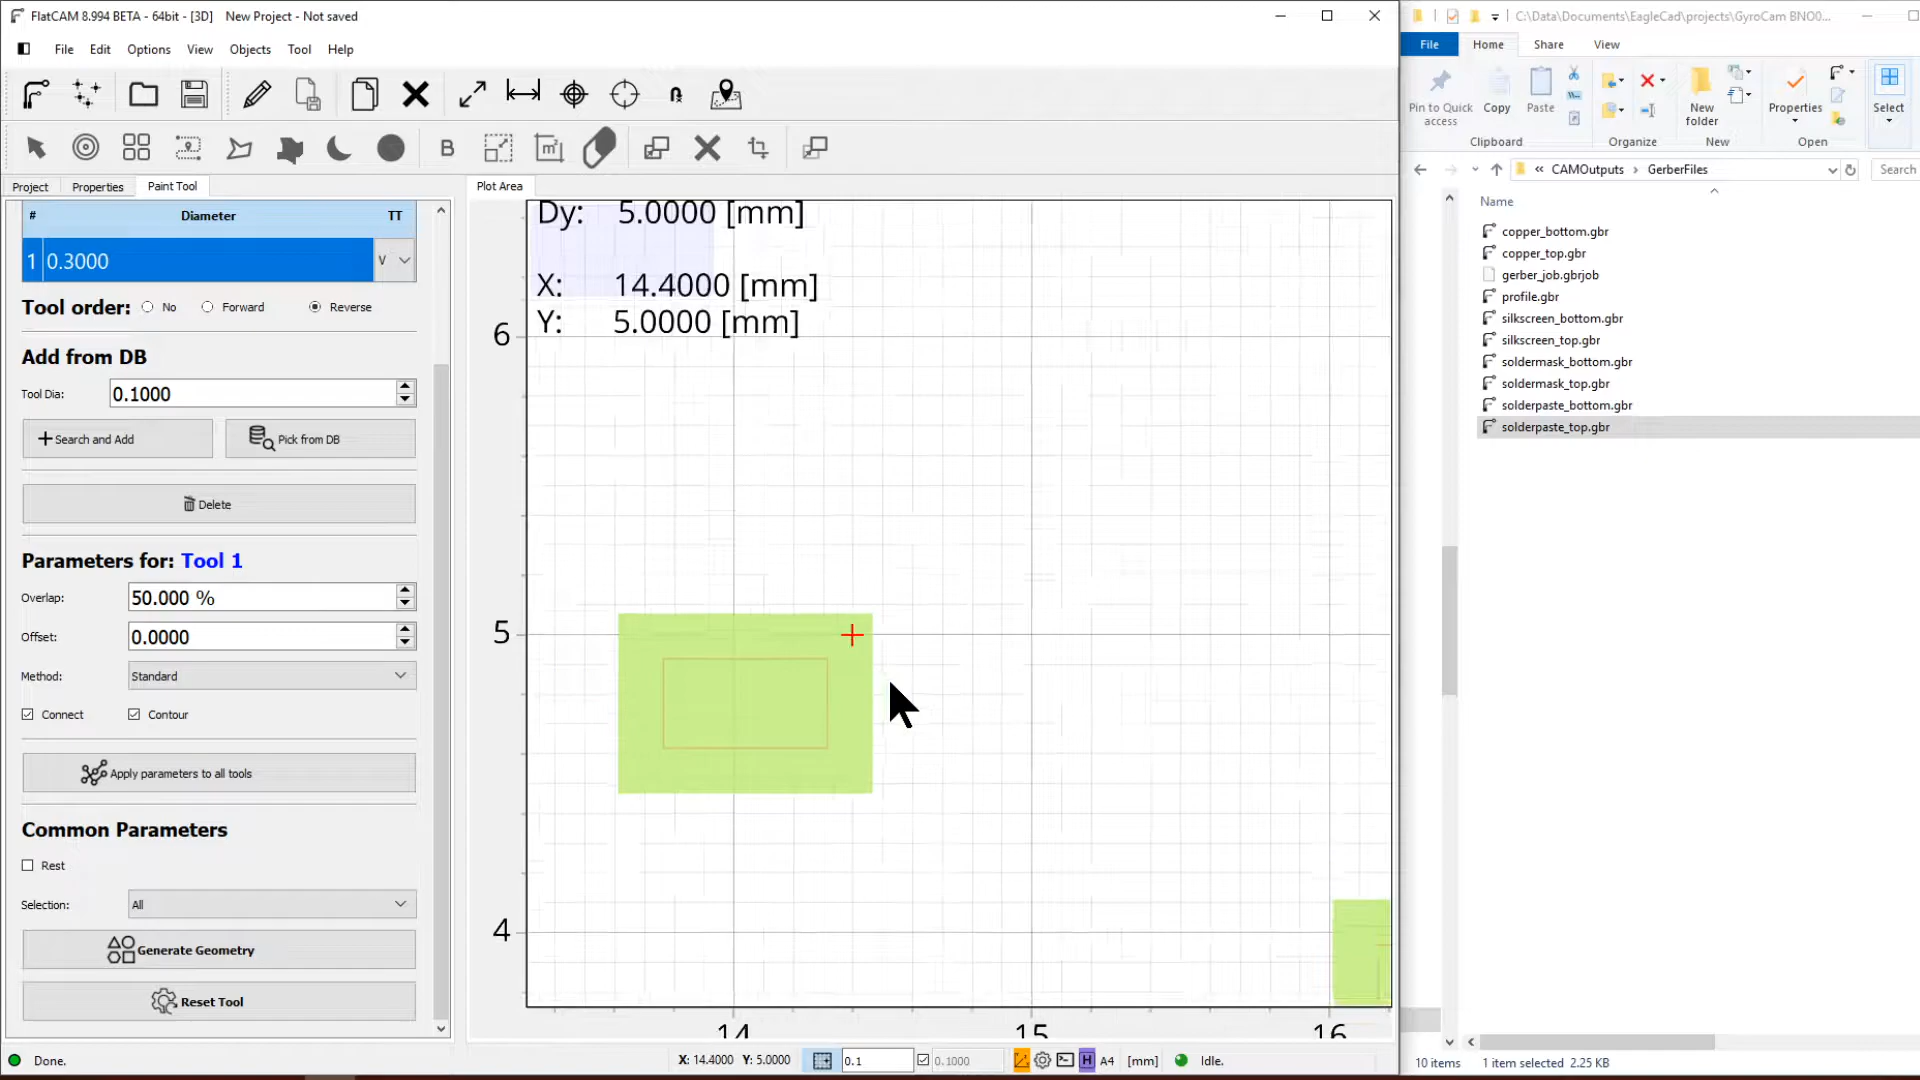 FlatCAM 8.994 BETA - 64bit - [3D]    New Project - Not saved
File Edit Options View Objects Tool Help
Project Properties Paint Tool
# Diameter TT
1 0.3000 V
Tool order: No Forward Reverse
Add from DB
Tool Dia: 0.1000
Search and Add Pick from DB
Delete
Parameters for: Tool 1
Overlap: 50.000 %
Offset: 0.0000
Method: Standard
Connect Contour
Apply parameters to all tools
Common Parameters
Rest
Selection: All
Generate Geometry
Reset Tool
Done.
B
m²
Plot Area
Dy: 5.0000 [mm]
X: 14.4000 [mm]
Y: 5.0000 [mm]
6
5
4
14 15 16
X: 14.4000 Y: 5.0000 0.1 0.1000 H A4 [mm] Idle.
C:\Data\Documents\EagleCad\projects\GyroCam BNO0...
File Home Share View
Pin to Quick access
Copy
Paste
New folder
Properties
Select
Clipboard Organize New Open
« CAMOutputs › GerberFiles
Search
Name
copper_bottom.gbr
copper_top.gbr
gerber_job.gbrjob
profile.gbr
silkscreen_bottom.gbr
silkscreen_top.gbr
soldermask_bottom.gbr
soldermask_top.gbr
solderpaste_bottom.gbr
solderpaste_top.gbr
10 items 1 item selected 2.25 KB